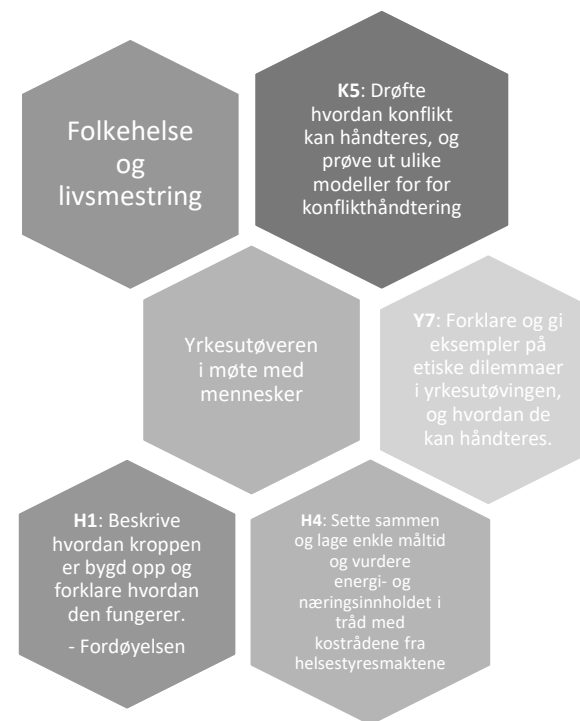 Folkehelse
og
livsmestring
K5: Drøfte
hvordan konflikt
kan håndteres, og
prøve ut ulike
modeller for for
konflikthåndtering
Yrkesutøveren
i møte med
mennesker
Y7: Forklare og gi
eksempler på
etiske dilemmaer
i yrkesutøvingen,
og hvordan de
kan håndteres.
H1: Beskrive
hvordan kroppen
er bygd opp og
forklare hvordan
den fungerer.
- Fordøyelsen
H4: Sette sammen
og lage enkle måltid
og vurdere
energi- og
næringsinnholdet i
tråd med
kostrådene fra
helsestyresmaktene